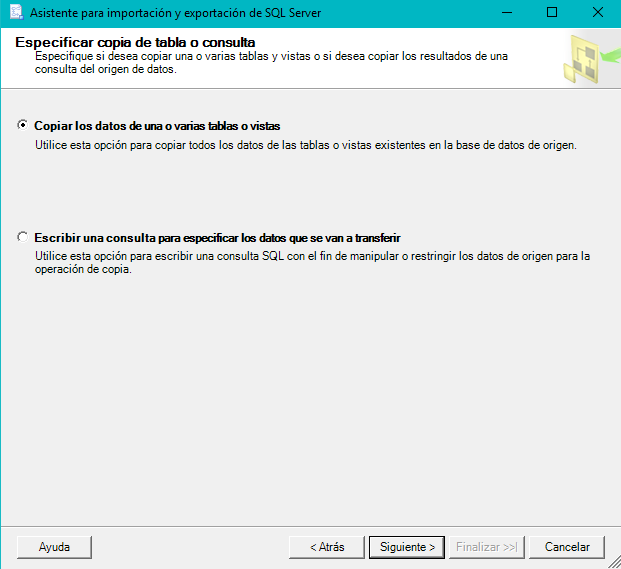 Asistente para importación y exportación de SQL Server
Especificar copia de tabla o consulta
Especifique si desea copiar una o varias tablas y vistas o si desea copiar los resultados de una
consulta del origen de datos.
Copiar los datos de una o varias tablas o vistas
Utilice esta opción para copiar todos los datos de las tablas o vistas existentes en la base de datos de origen.
Escribir una consulta para especificar los datos que se van a transferir
Utilice esta opción para escribir una consulta SQL con el fin de manipular o restringir los datos de origen para la
operación de copia.
Ayuda < Atrás Siguiente > Finalizar >>| Cancelar